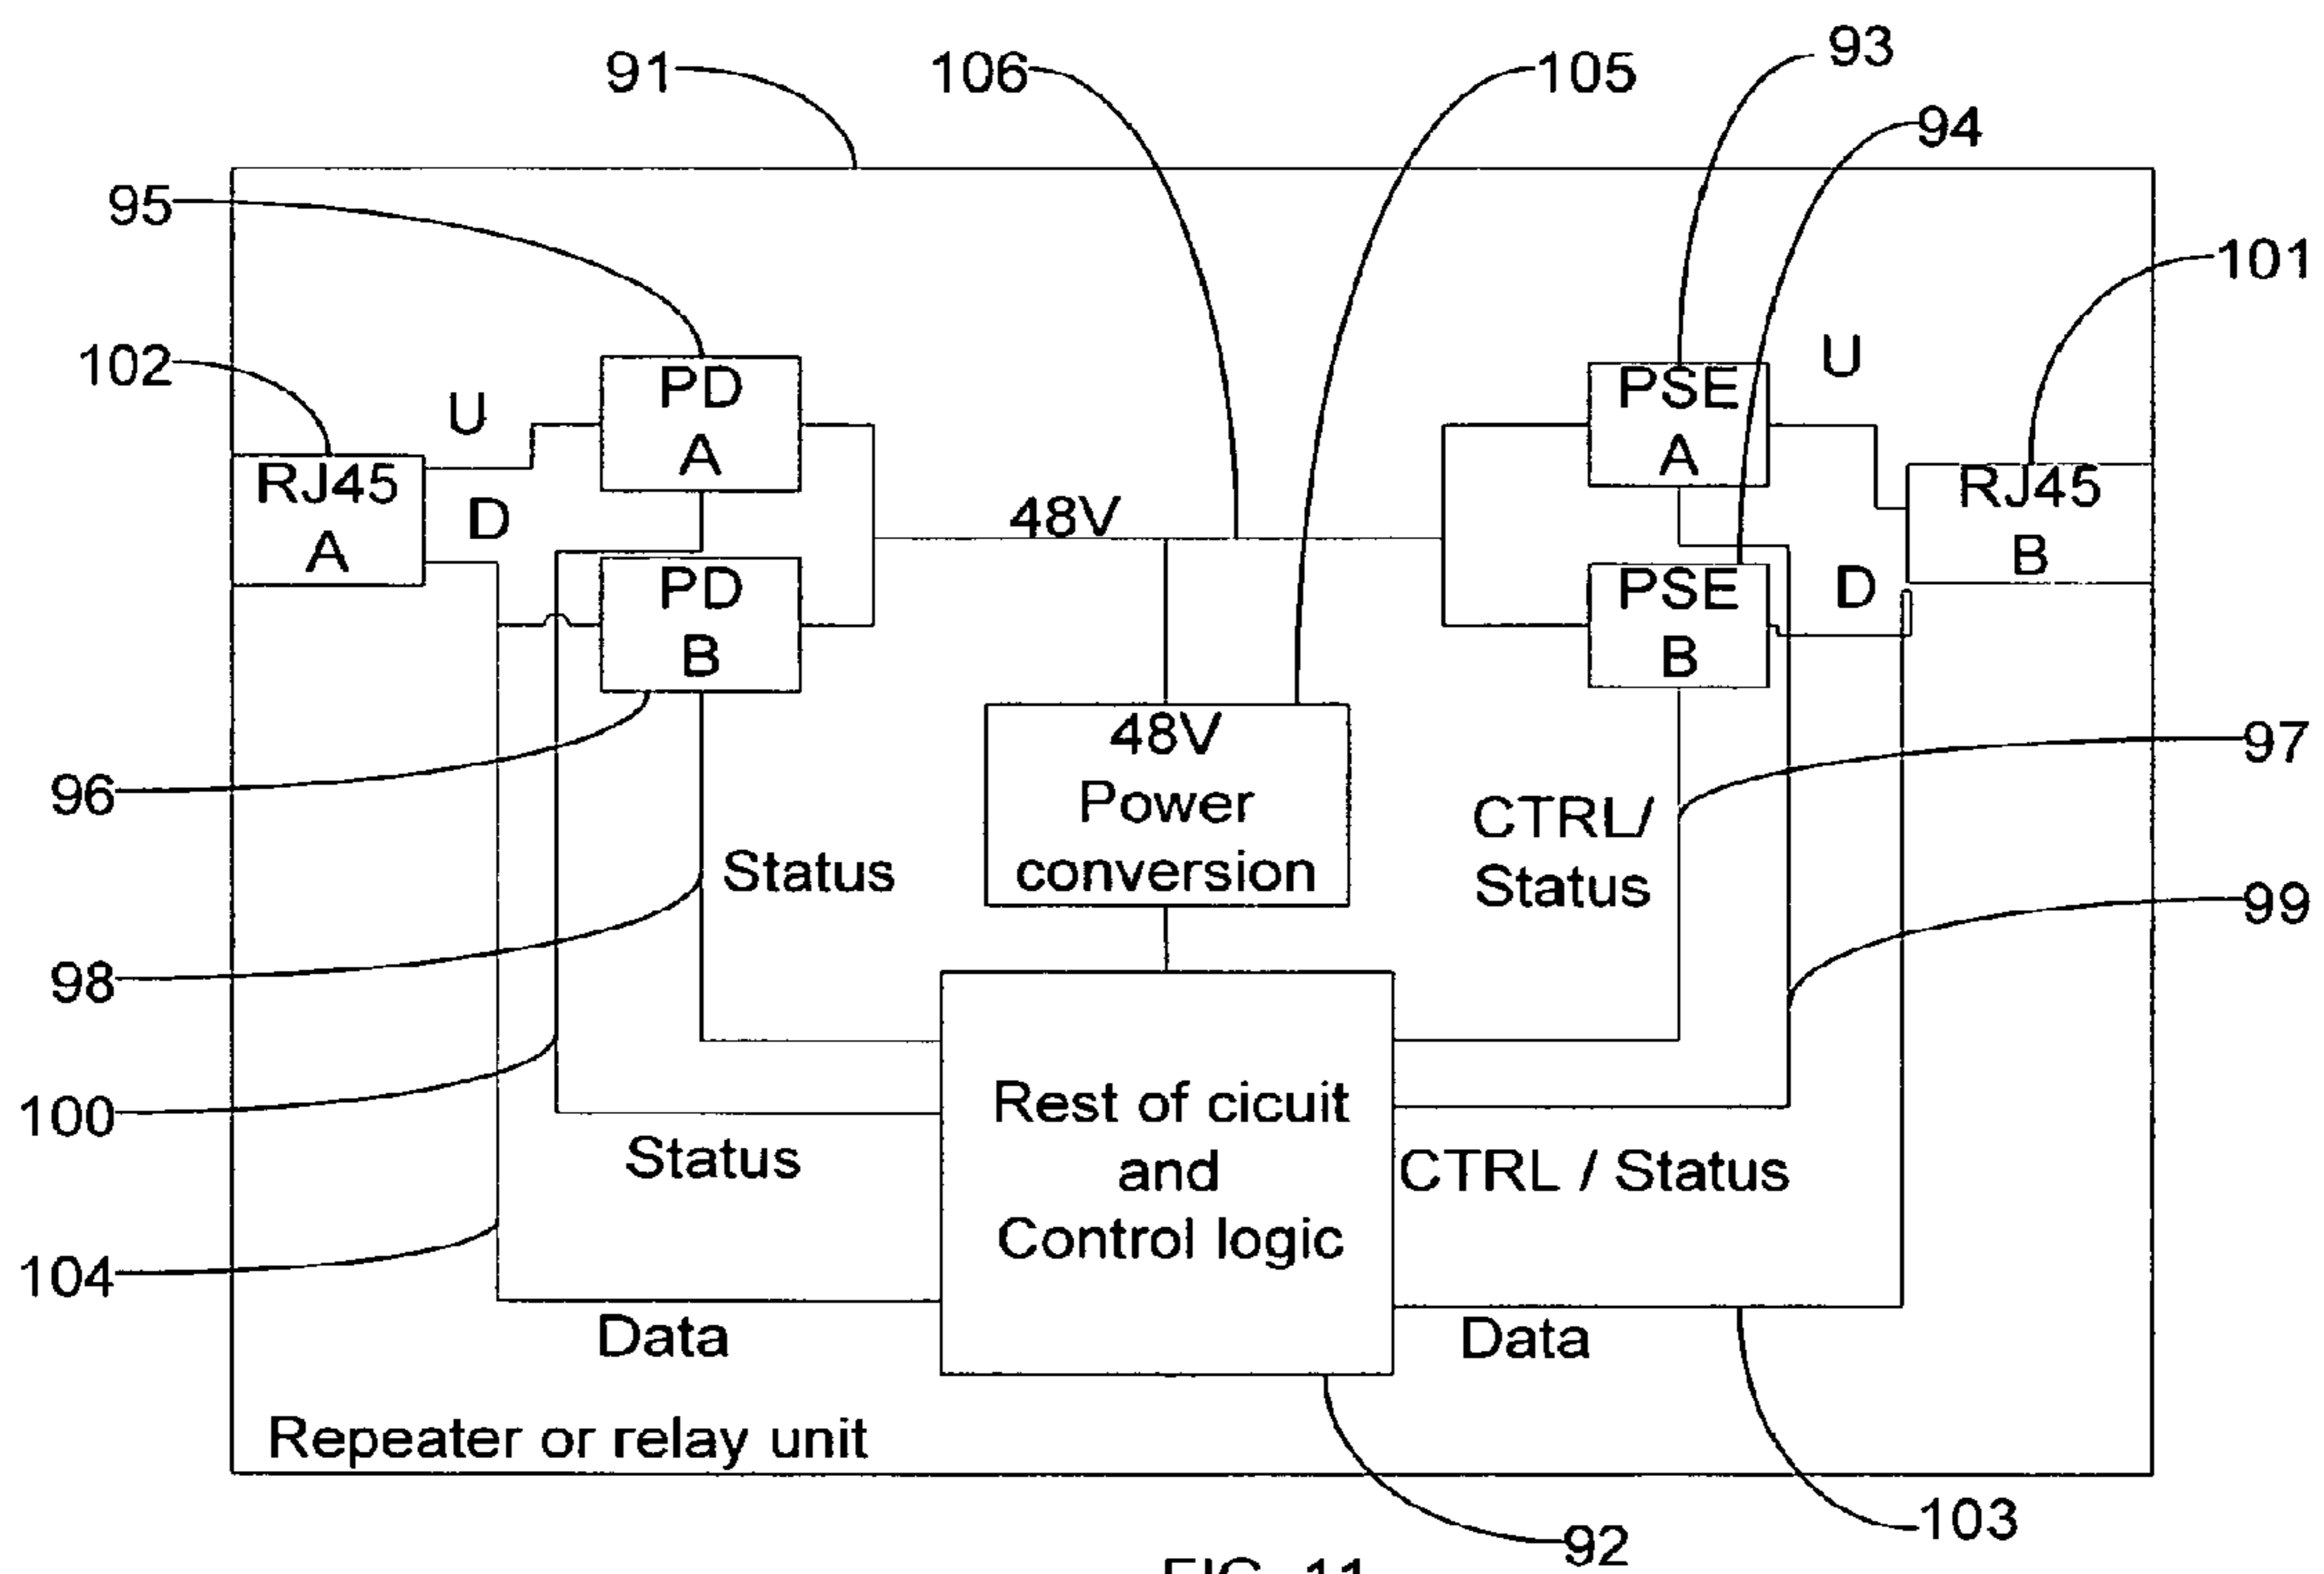 91
106
105
93
94
95
101
102
U
PD
A
PSE
A
U
RJ45
A
D
48V
RJ45
B
PD
B
PSE
B
D
96
48V
Power
conversion
97
CTRL/
Status
Status
99
98
100
Rest of cicuit
and
Control logic
Status
CTRL / Status
104
Data
Data
Repeater or relay unit
103
92
FIG. 11